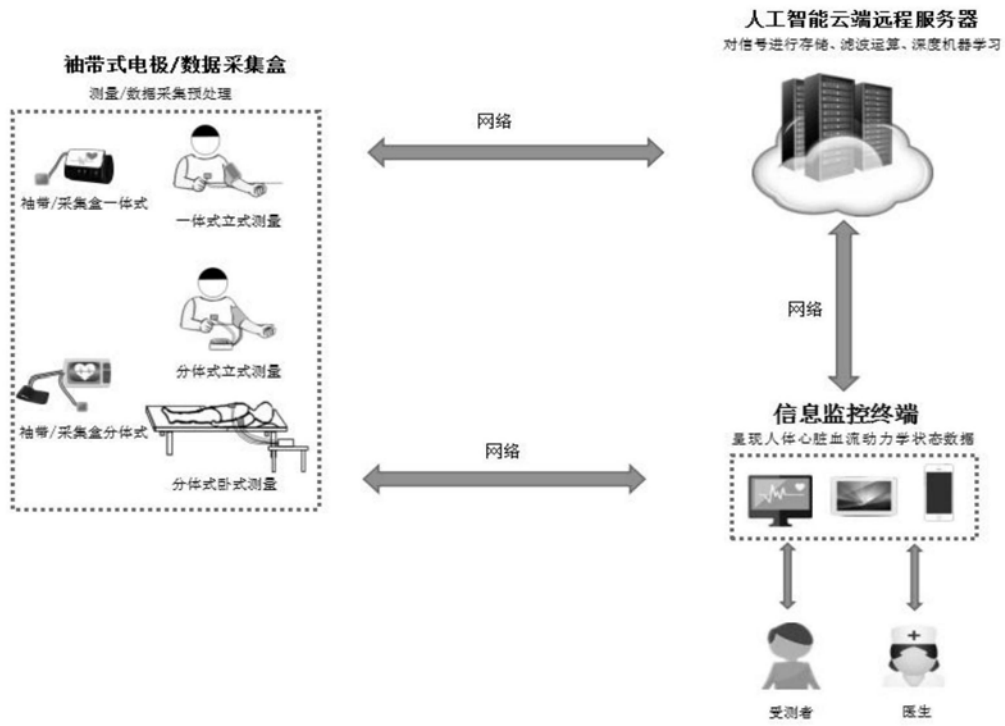 人工智能云端远程服务器
对信号进行存储、滤波运算、深度机器学习
袖带式电极/数据采集盒
测量/数据采集预处理
网络
袖带/采集盒一体式
一体式立式测量
网络
分体式立式测量
袖带/采集盒分体式
分体式卧式测量
网络
信息监控终端
呈现人体心脏血流动力学状态数据
受测者
医生